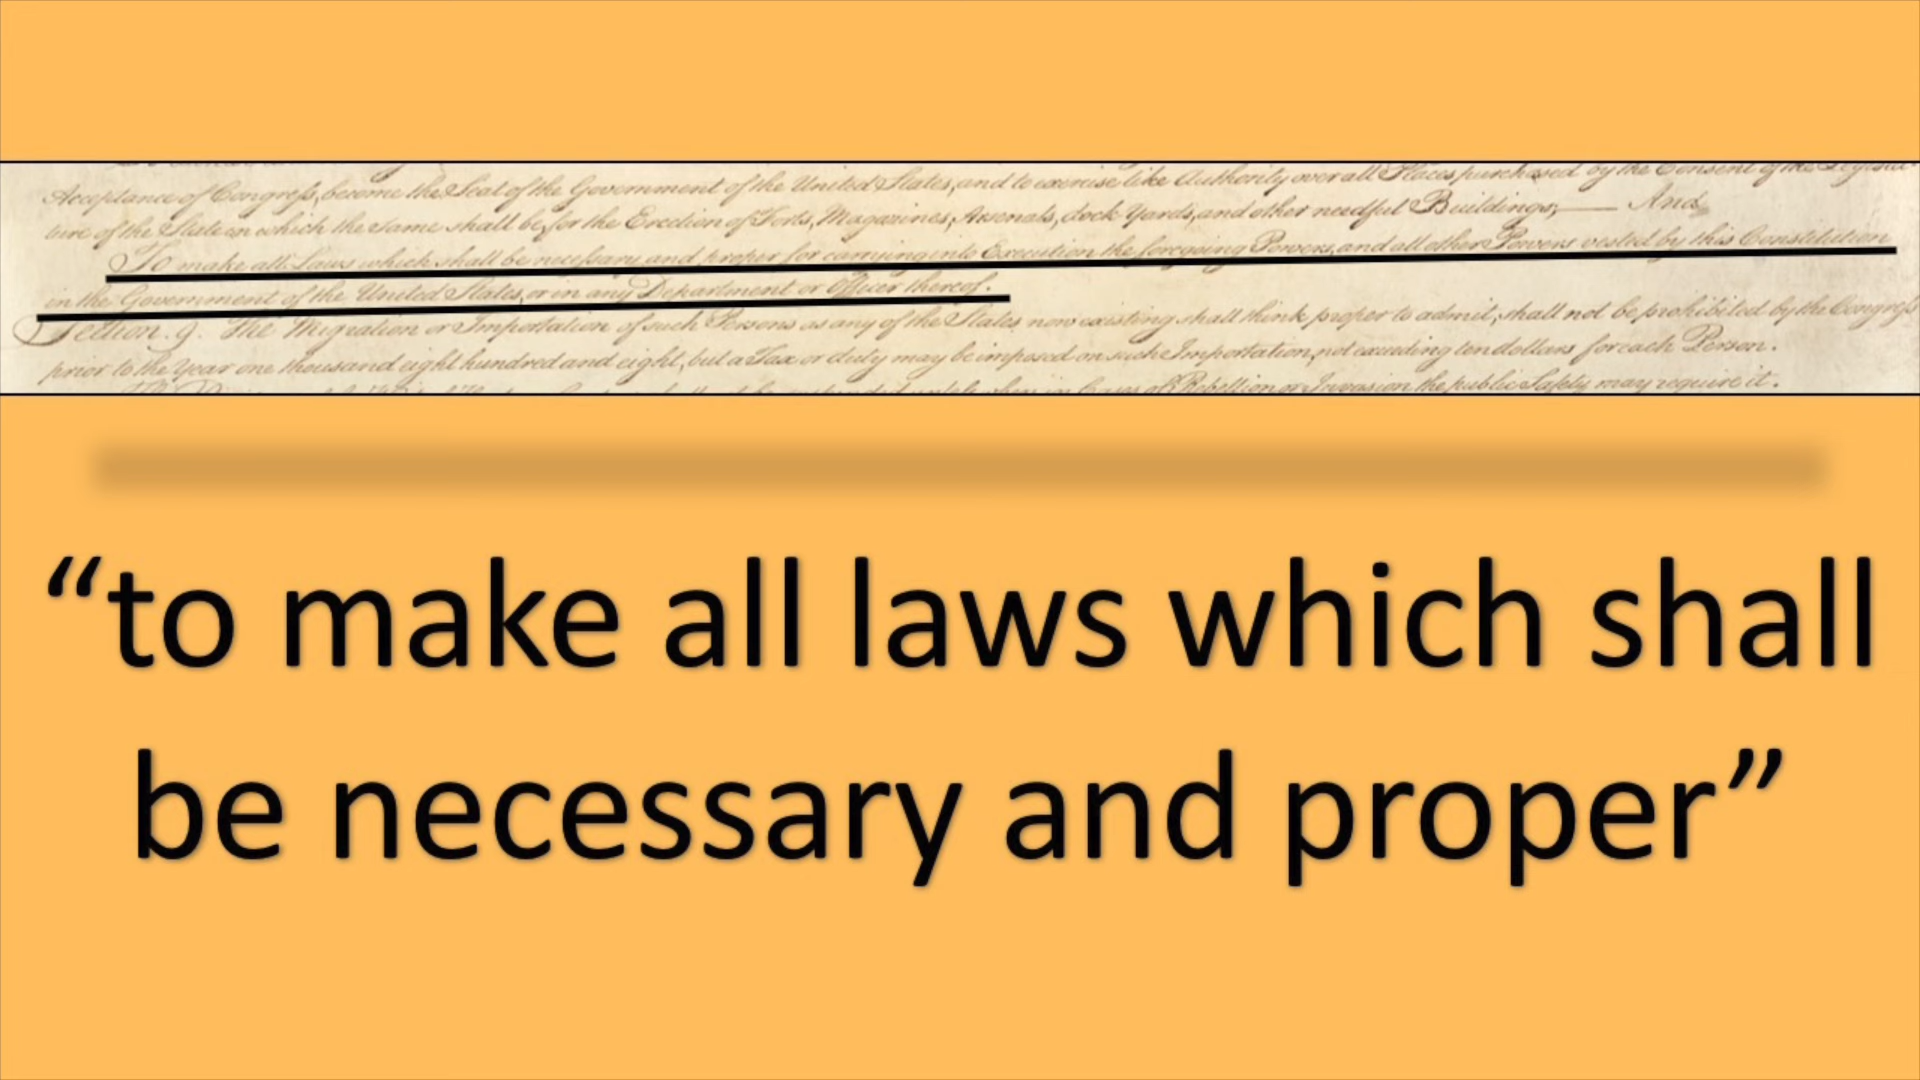 Acceptance of Congress, become the Seat of the Government of the United States, and to exercise like Authority over all Places purchased by the Consent of the Legisla
ture of the State in which the Same shall be, for the Erection of Forts, Magazines, Arsenals, dock Yards, and other needful Buildings; — And
To make all Laws which shall be necessary and proper for carrying into Execution the foregoing Powers, and all other Powers vested by this Constitution
in the Government of the United States, or in any Department or Officer thereof.
Section. 9. The Migration or Importation of such Persons as any of the States now existing shall think proper to admit, shall not be prohibited by the Congress
prior to the Year one thousand eight hundred and eight, but a Tax or duty may be imposed on such Importation, not exceeding ten dollars for each Person.
in Cases of Rebellion or Invasion the public Safety may require it.
“to make all laws which shall
be necessary and proper”